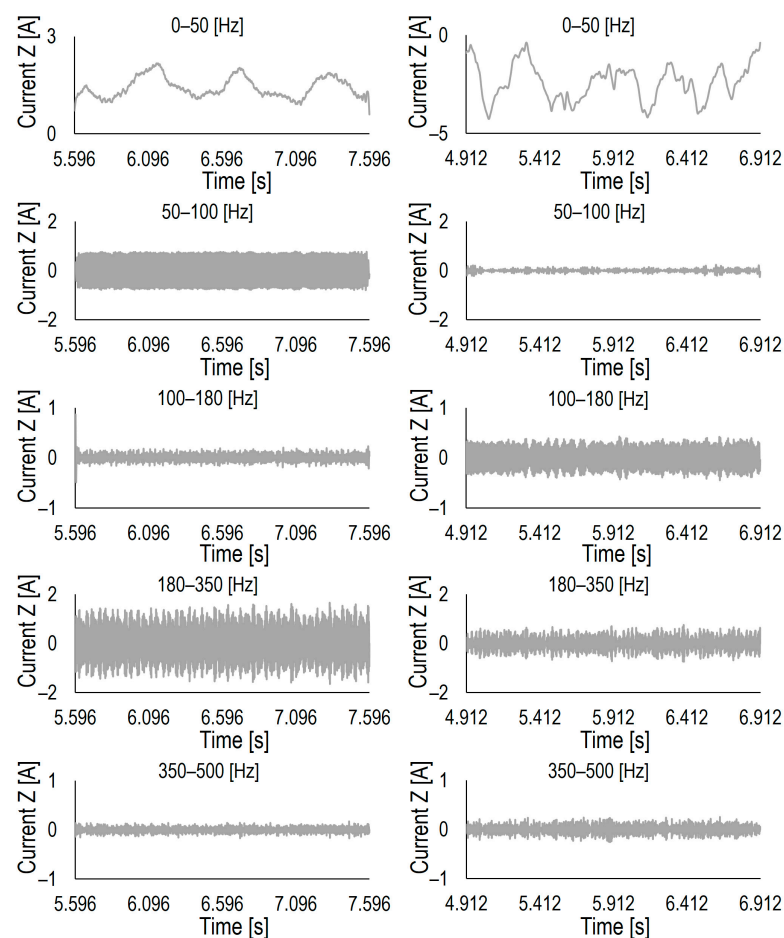 0–50 [Hz]
Current Z [A]
3
0
5.596 6.096 6.596 7.096 7.596
Time [s]
0–50 [Hz]
Current Z [A]
–0
–5
4.912 5.412 5.912 6.412 6.912
Time [s]
50–100 [Hz]
Current Z [A]
2
0
–2
5.596 6.096 6.596 7.096 7.596
Time [s]
50–100 [Hz]
Current Z [A]
2
0
–2
4.912 5.412 5.912 6.412 6.912
Time [s]
100–180 [Hz]
Current Z [A]
1
0
–1
5.596 6.096 6.596 7.096 7.596
Time [s]
100–180 [Hz]
Current Z [A]
1
0
–1
4.912 5.412 5.912 6.412 6.912
Time [s]
180–350 [Hz]
Current Z [A]
2
0
–2
5.596 6.096 6.596 7.096 7.596
Time [s]
180–350 [Hz]
Current Z [A]
2
0
–2
4.912 5.412 5.912 6.412 6.912
Time [s]
350–500 [Hz]
Current Z [A]
1
0
–1
5.596 6.096 6.596 7.096 7.596
Time [s]
350–500 [Hz]
Current Z [A]
1
0
–1
4.912 5.412 5.912 6.412 6.912
Time [s]